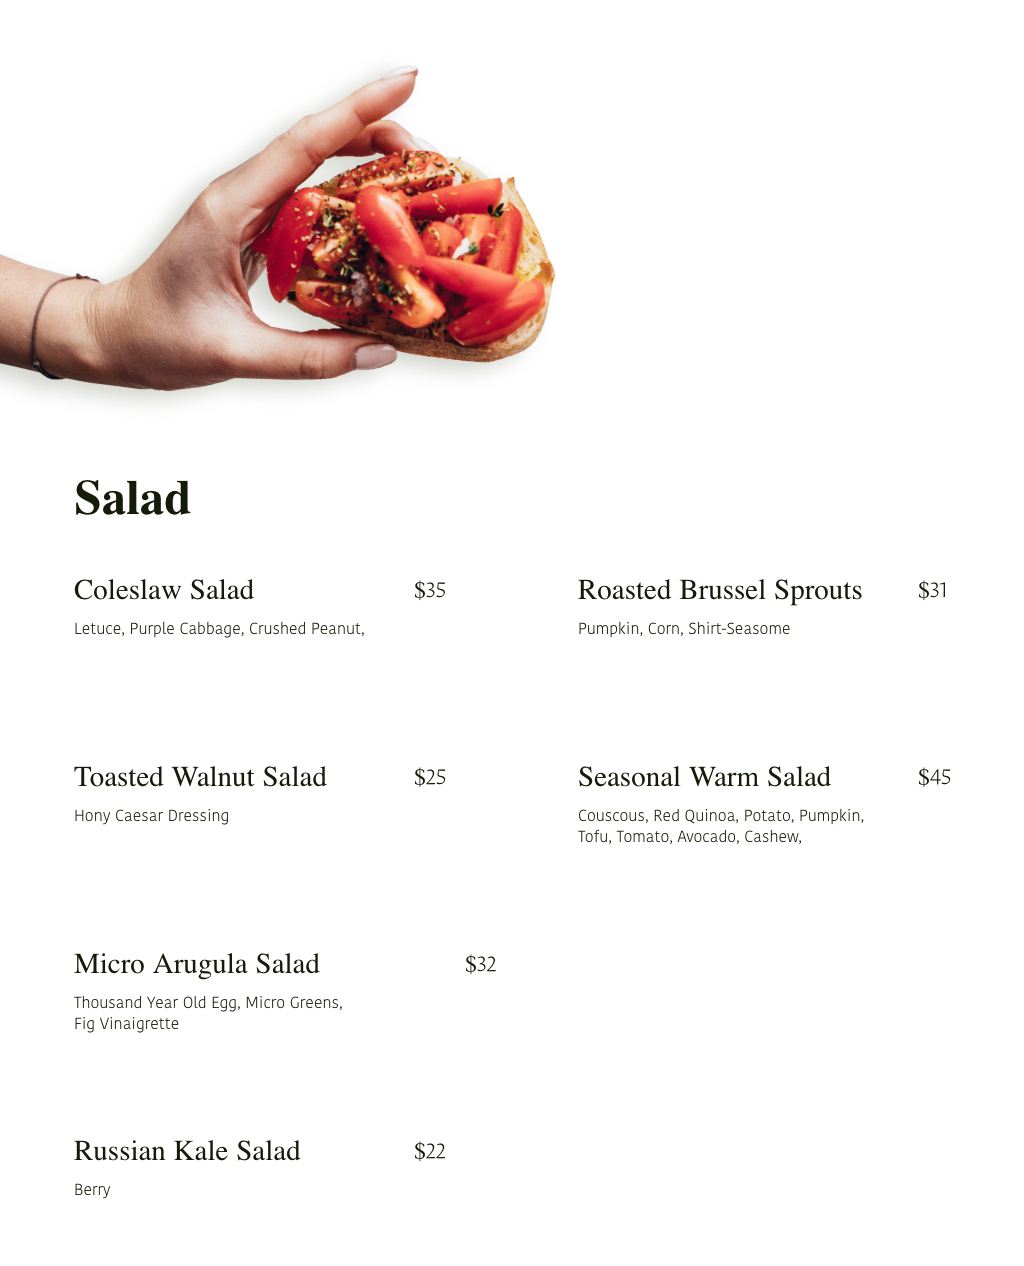 Salad
Coleslaw Salad $35
Letuce, Purple Cabbage, Crushed Peanut,
Roasted Brussel Sprouts $31
Pumpkin, Corn, Shirt-Seasome
Toasted Walnut Salad $25
Hony Caesar Dressing
Seasonal Warm Salad $45
Couscous, Red Quinoa, Potato, Pumpkin,
Tofu, Tomato, Avocado, Cashew,
Micro Arugula Salad $32
Thousand Year Old Egg, Micro Greens,
Fig Vinaigrette
Russian Kale Salad $22
Berry